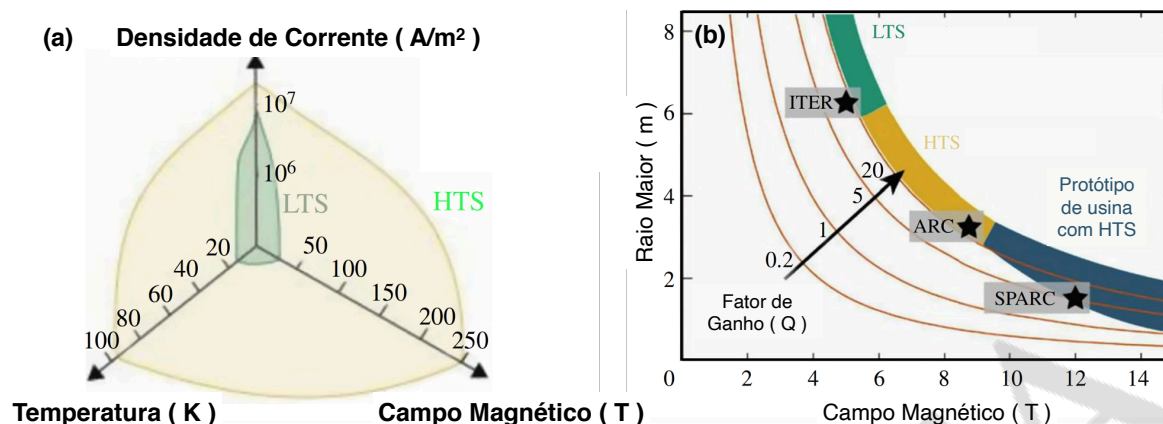 (a) Densidade de Corrente ( A/m² )
10⁷
10⁶
LTS
HTS
20
40
60
80
100
50
100
150
200
250
Temperatura ( K )
Campo Magnético ( T )
(b)
Raio Maior ( m )
8
6
4
2
0
2
4
6
8
10
12
14
LTS
ITER
HTS
20
5
1
0.2
ARC
SPARC
Protótipo
de usina
com HTS
Fator de
Ganho ( Q )
Campo Magnético ( T )